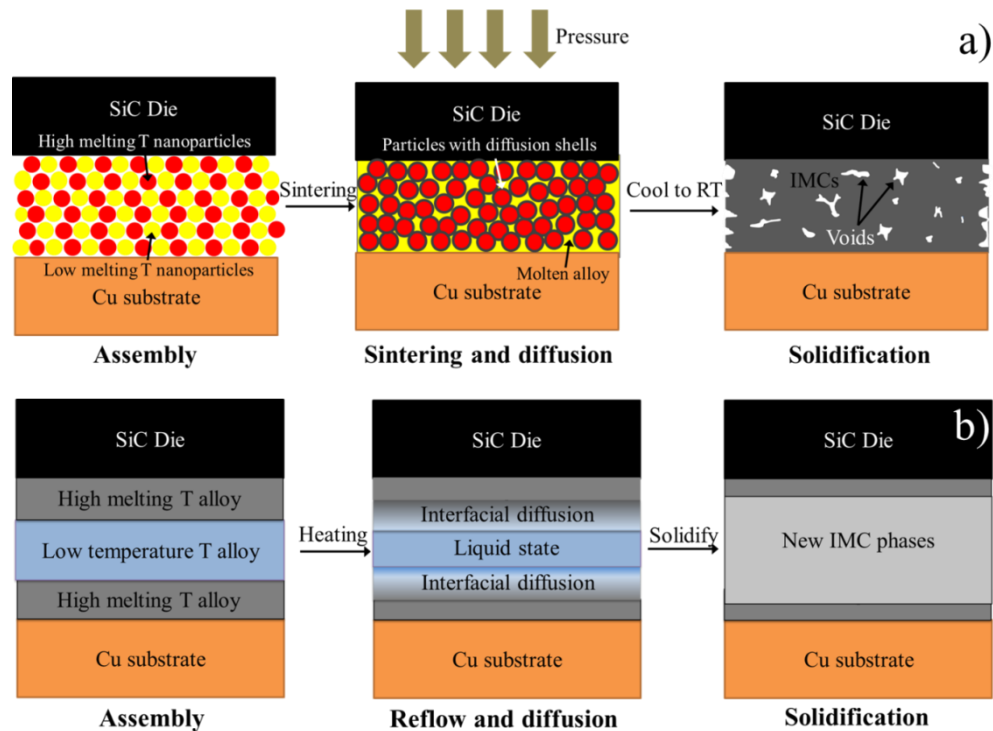 Pressure
a)
SiC Die
High melting T nanoparticles
Low melting T nanoparticles
Cu substrate
Assembly
Sintering
SiC Die
Particles with diffusion shells
Molten alloy
Cu substrate
Sintering and diffusion
Cool to RT
SiC Die
IMCs
Voids
Cu substrate
Solidification
b)
SiC Die
High melting T alloy
Low temperature T alloy
High melting T alloy
Cu substrate
Assembly
Heating
SiC Die
Interfacial diffusion
Liquid state
Interfacial diffusion
Cu substrate
Reflow and diffusion
Solidify
SiC Die
New IMC phases
Cu substrate
Solidification